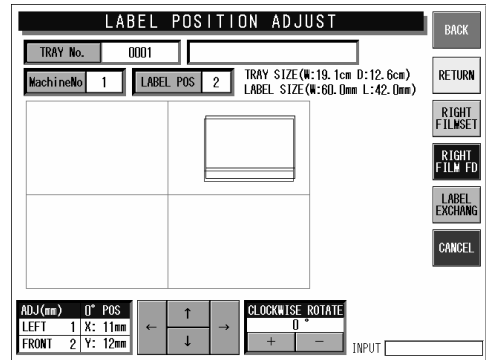 LABEL POSITION ADJUST
BACK
TRAY No. 0001
MachineNo 1 LABEL POS 2
TRAY SIZE(W:19.1cm D:12.6cm)
LABEL SIZE(W:60.0mm L:42.0mm)
RETURN
RIGHT
FILMSET
RIGHT
FILM FD
LABEL
EXCHANG
CANCEL
ADJ(mm) 0° POS
LEFT 1 X: 11mm
FRONT 2 Y: 12mm
← ↑ ↓ →
CLOCKWISE ROTATE
0 °
+ −
INPUT